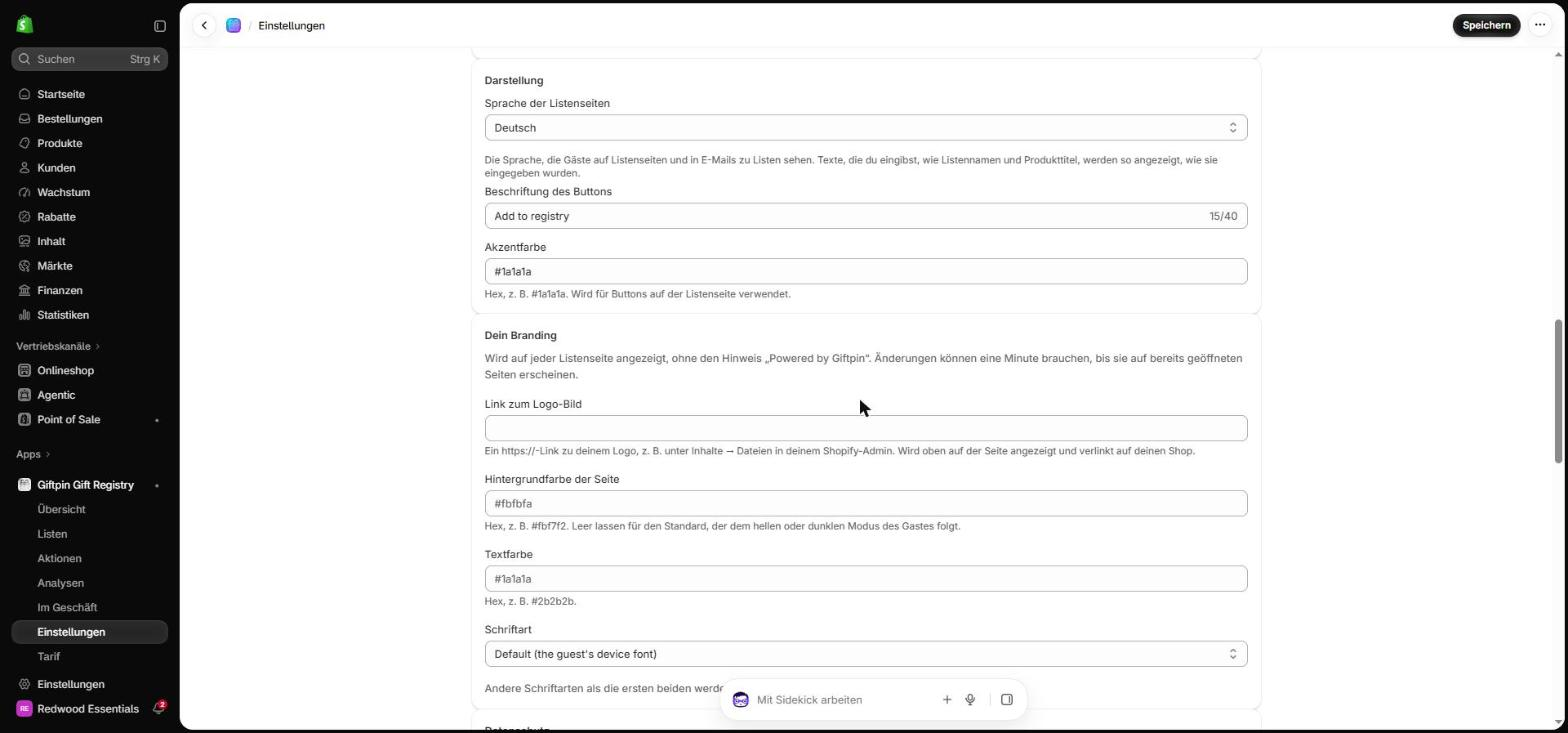 Einstellungen
Speichern
Suchen
Strg K
Startseite
Bestellungen
Produkte
Kunden
Wachstum
Rabatte
Inhalt
Märkte
Finanzen
Statistiken
Vertriebskanäle
Onlineshop
Agentic
Point of Sale
Apps
Giftpin Gift Registry
Übersicht
Listen
Aktionen
Analysen
Im Geschäft
Einstellungen
Tarif
Einstellungen
RE
Redwood Essentials
2
Darstellung
Sprache der Listenseiten
Deutsch
Die Sprache, die Gäste auf Listenseiten und in E-Mails zu Listen sehen. Texte, die du eingibst, wie Listennamen und Produkttitel, werden so angezeigt, wie sie
eingegeben wurden.
Beschriftung des Buttons
Add to registry
15/40
Akzentfarbe
#1a1a1a
Hex, z. B. #1a1a1a. Wird für Buttons auf der Listenseite verwendet.
Dein Branding
Wird auf jeder Listenseite angezeigt, ohne den Hinweis „Powered by Giftpin“. Änderungen können eine Minute brauchen, bis sie auf bereits geöffneten
Seiten erscheinen.
Link zum Logo-Bild
Ein https://-Link zu deinem Logo, z. B. unter Inhalte → Dateien in deinem Shopify-Admin. Wird oben auf der Seite angezeigt und verlinkt auf deinen Shop.
Hintergrundfarbe der Seite
#fbfbfa
Hex, z. B. #fbf7f2. Leer lassen für den Standard, der dem hellen oder dunklen Modus des Gastes folgt.
Textfarbe
#1a1a1a
Hex, z. B. #2b2b2b.
Schriftart
Default (the guest's device font)
Andere Schriftarten als die ersten beiden
Mit Sidekick arbeiten